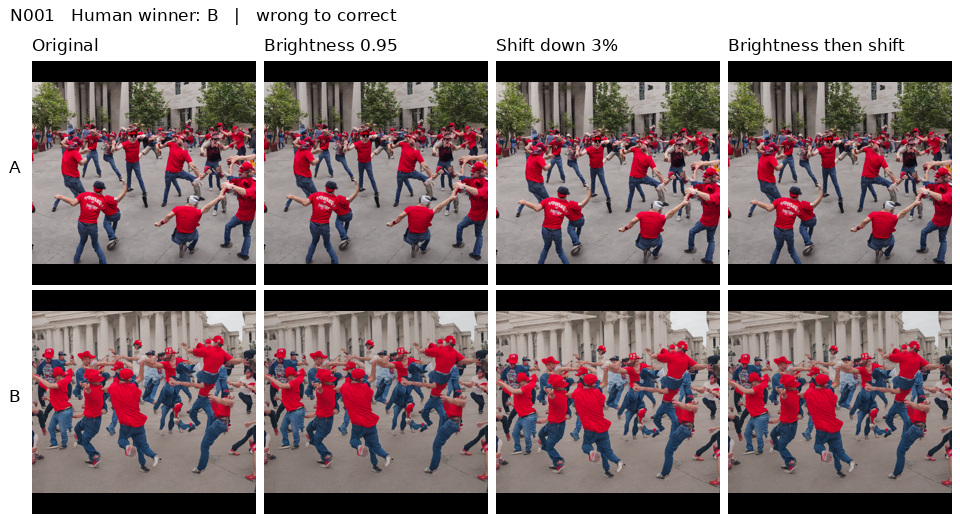 N001 Human winner: B | wrong to correct
Original Brightness 0.95 Shift down 3% Brightness then shift
A
B